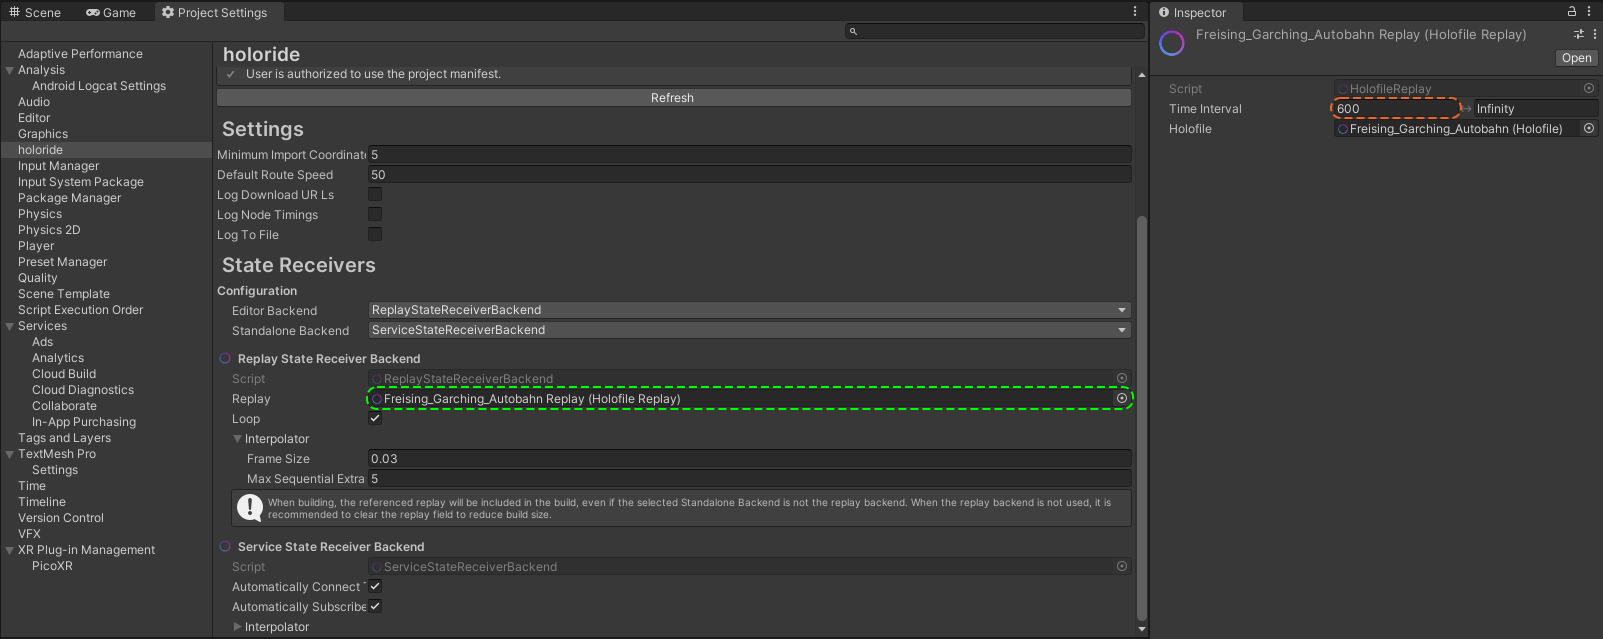 Scene
Game
Project Settings
Adaptive Performance
Analysis
Android Logcat Settings
Audio
Editor
Graphics
holoride
Input Manager
Input System Package
Package Manager
Physics
Physics 2D
Player
Preset Manager
Quality
Scene Template
Script Execution Order
Services
Ads
Analytics
Cloud Build
Cloud Diagnostics
Collaborate
In-App Purchasing
Tags and Layers
TextMesh Pro
Settings
Time
Timeline
Version Control
VFX
XR Plug-in Management
PicoXR
holoride
User is authorized to use the project manifest.
Refresh
Settings
Minimum Import Coordinat 5
Default Route Speed 50
Log Download UR Ls
Log Node Timings
Log To File
State Receivers
Configuration
Editor Backend ReplayStateReceiverBackend
Standalone Backend ServiceStateReceiverBackend
Replay State Receiver Backend
Script ReplayStateReceiverBackend
Replay Freising_Garching_Autobahn Replay (Holofile Replay)
Loop
Interpolator
Frame Size 0.03
Max Sequential Extra 5
When building, the referenced replay will be included in the build, even if the selected Standalone Backend is not the replay backend. When the replay backend is not used, it is
recommended to clear the replay field to reduce build size.
Service State Receiver Backend
Script ServiceStateReceiverBackend
Automatically Connect
Automatically Subscribe
Interpolator
Inspector
Freising_Garching_Autobahn Replay (Holofile Replay)
Open
Script HolofileReplay
Time Interval 600 Infinity
Holofile Freising_Garching_Autobahn (Holofile)